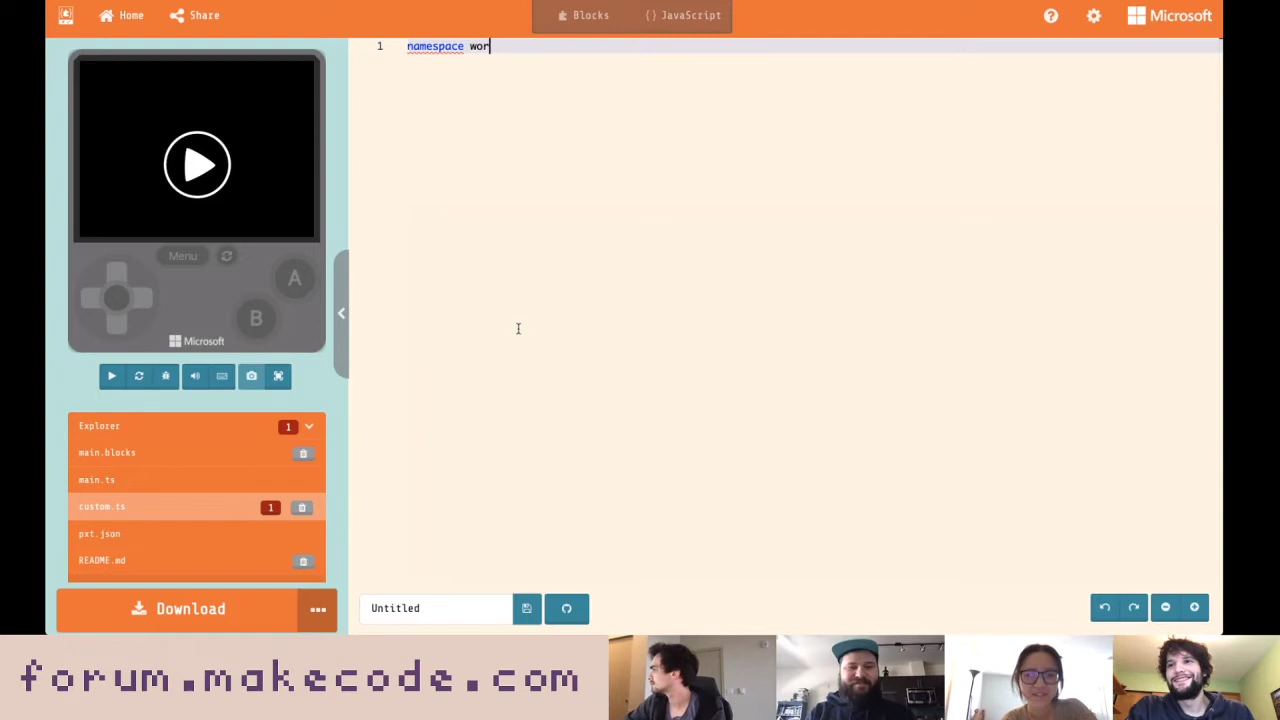 Home
Share
Blocks
{} JavaScript
Microsoft
1
namespace wor
Menu
A
B
Microsoft
Explorer
1
main.blocks
main.ts
custom.ts
1
pxt.json
README.md
Download
Untitled
forum.makecode.com